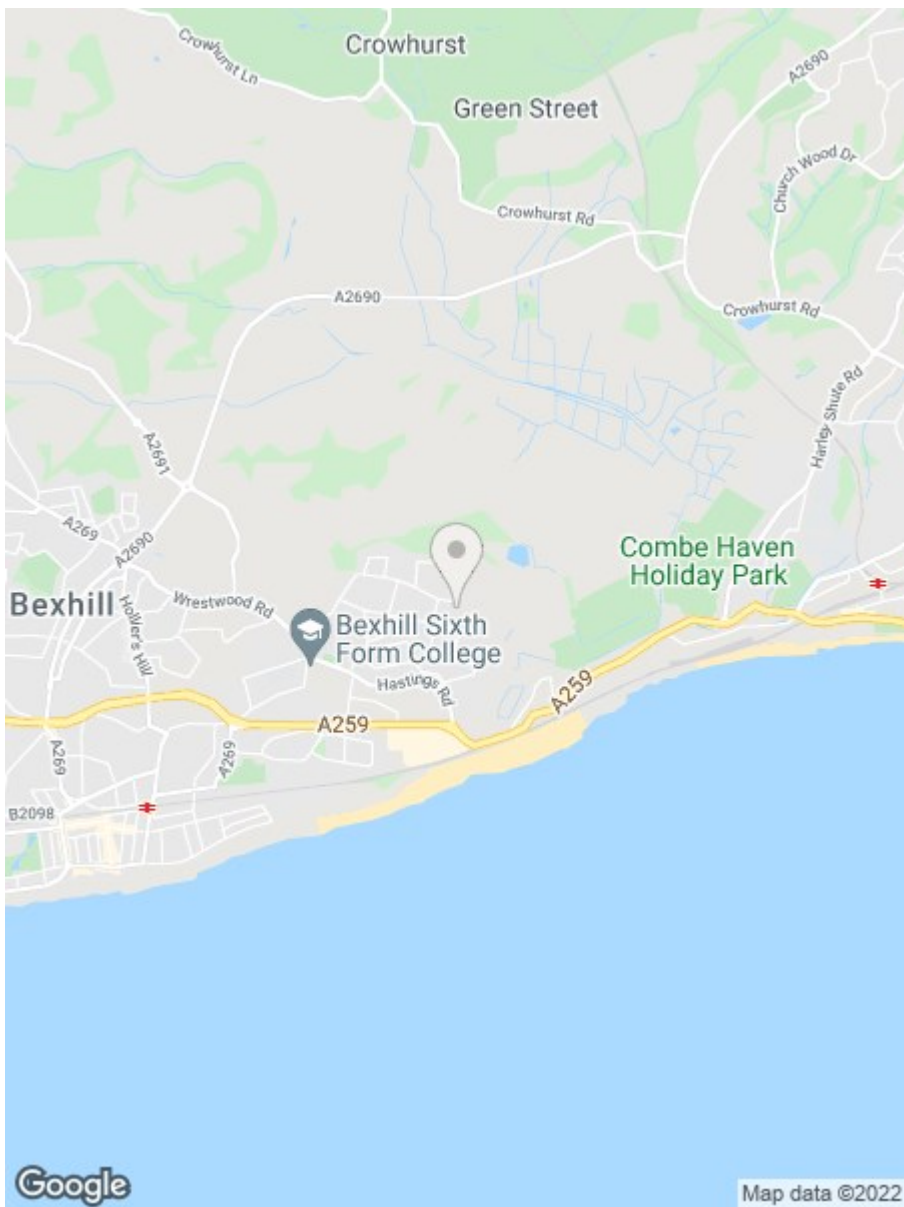 Crowhurst
Crowhurst Ln
A2690
Green Street
Church Wood Dr
Crowhurst Rd
A2690
Crowhurst Rd
Harley Shute Rd
A2691
A269
A2690
Combe Haven
Holiday Park
Bexhill
Wrestwood Rd
Holliers Hill
Bexhill Sixth
Form College
Hastings Rd
A259
A259
A269
A269
B2098
Google
Map data ©2022